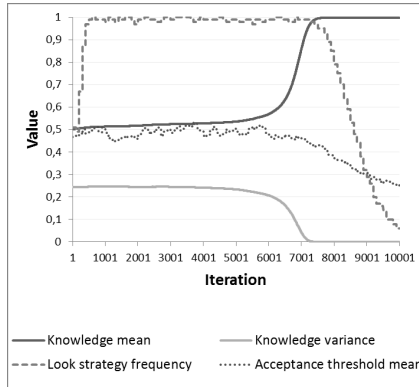 1
0,9
0,8
0,7
0,6
0,5
0,4
0,3
0,2
0,1
0
Value
1 1001 2001 3001 4001 5001 6001 7001 8001 9001 10001
Iteration
Knowledge mean Knowledge variance
Look strategy frequency Acceptance threshold mean